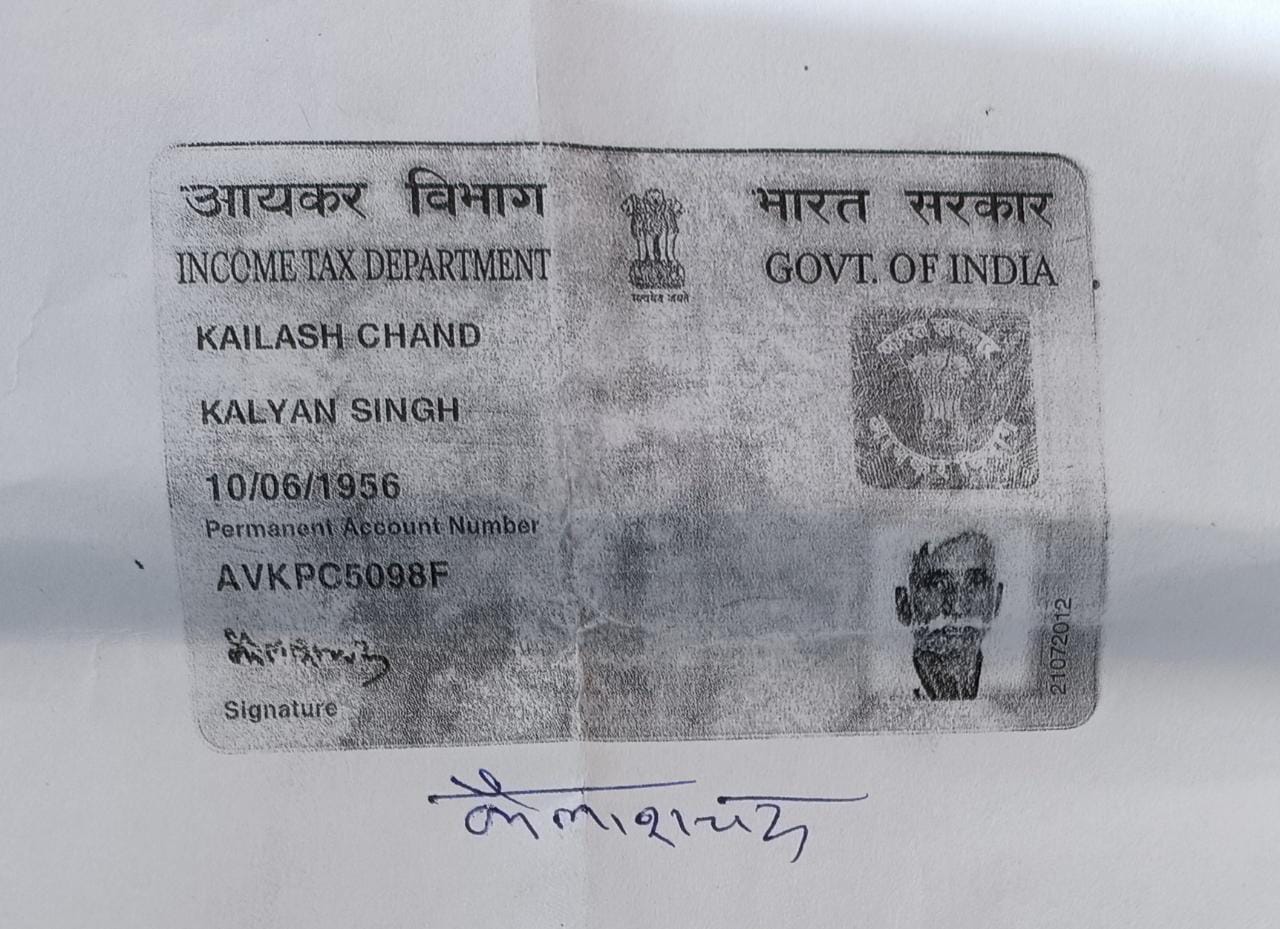 आयकर विभाग
भारत सरकार
INCOME TAX DEPARTMENT
GOVT. OF INDIA
सत्यमेव जयते
KAILASH CHAND
KALYAN SINGH
10/06/1956
Permanent Account Number
AVKPC5098F
कैलाशचन्द
Signature
21072012
कैलाशचन्द